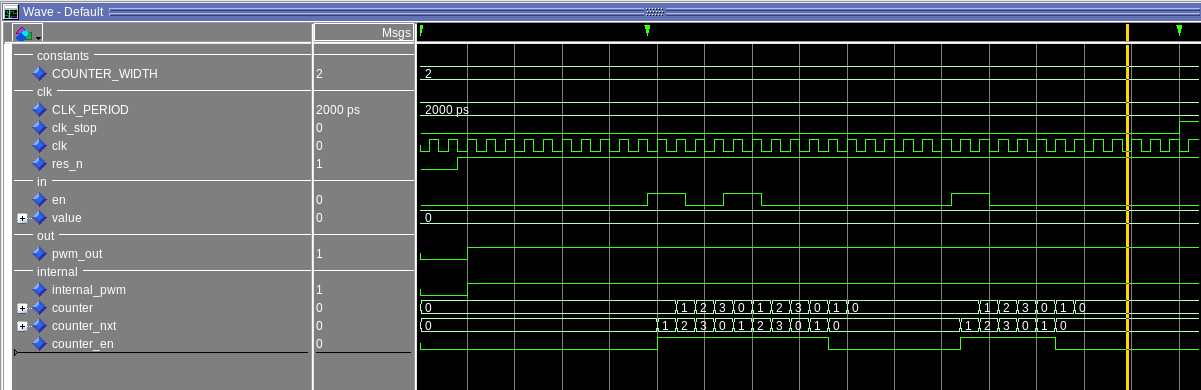 Wave - Default
Msgs
constants
COUNTER_WIDTH 2 2
clk
CLK_PERIOD 2000 ps 2000 ps
clk_stop 0
clk 0
res_n 1
in
en 0
value 0 0
out
pwm_out 1
internal
internal_pwm 1
counter 0 0 1 2 3 0 1 2 3 0 1 0 1 2 3 0 1 0
counter_nxt 0 0 1 2 3 0 1 2 3 0 1 0 1 2 3 0 1 0
counter_en 0